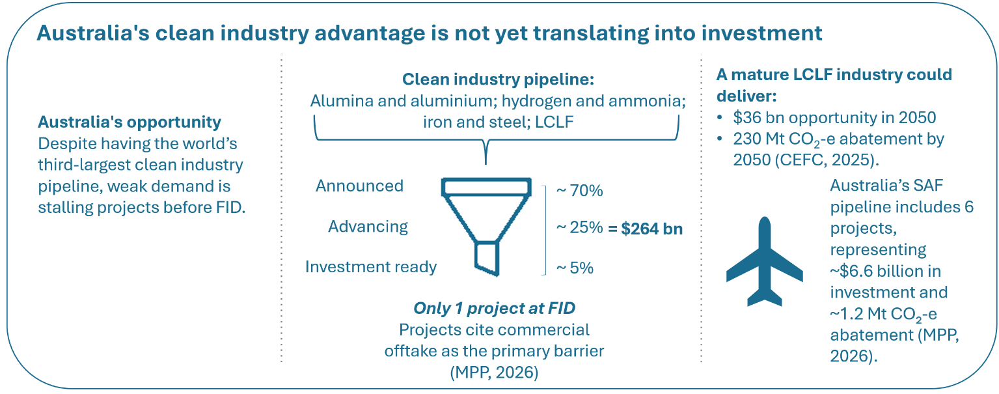 Australia's clean industry advantage is not yet translating into investment
Australia's opportunity
Despite having the world’s
third-largest clean industry
pipeline, weak demand is
stalling projects before FID.
Clean industry pipeline:
Alumina and aluminium; hydrogen and ammonia;
iron and steel; LCLF
Announced
~ 70%
Advancing
~ 25% = $264 bn
Investment ready
~ 5%
Only 1 project at FID
Projects cite commercial
offtake as the primary barrier
(MPP, 2026)
A mature LCLF industry could
deliver:
• $36 bn opportunity in 2050
• 230 Mt CO₂-e abatement by
2050 (CEFC, 2025).
Australia’s SAF
pipeline includes 6
projects,
representing
~$6.6 billion in
investment and
~1.2 Mt CO₂-e
abatement (MPP,
2026).